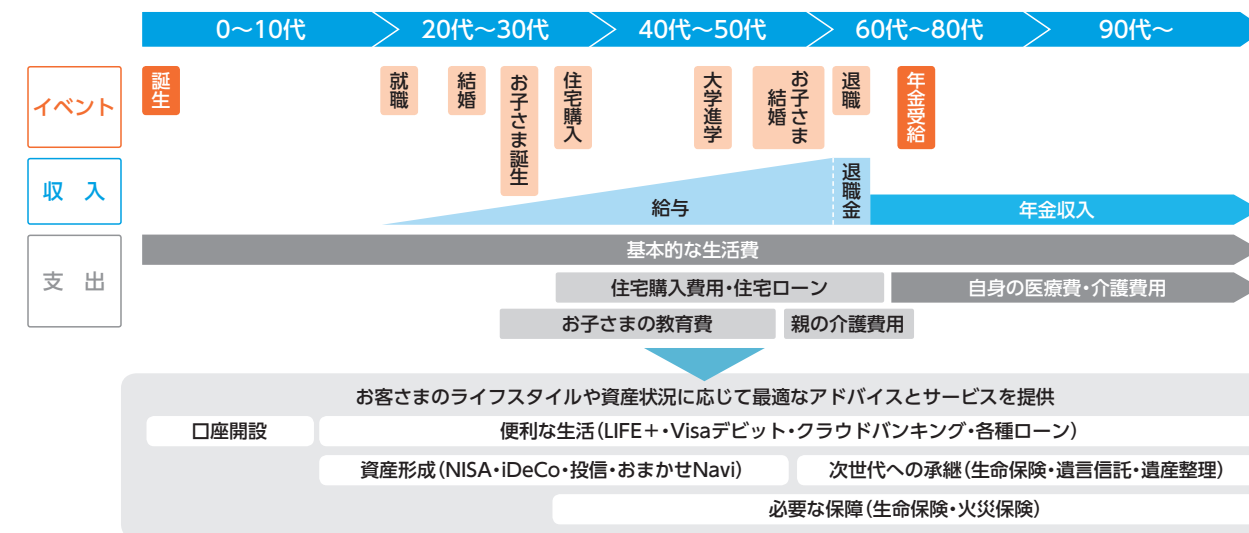 0～10代
20代～30代
40代～50代
60代～80代
90代～
イベント
誕生
就職
結婚
お子さま誕生
住宅購入
大学進学
お子さま
結婚
退職
年金受給
収 入
給与
退職金
年金収入
支 出
基本的な生活費
住宅購入費用・住宅ローン
自身の医療費・介護費用
お子さまの教育費
親の介護費用
お客さまのライフスタイルや資産状況に応じて最適なアドバイスとサービスを提供
口座開設
便利な生活（LIFE＋・Visaデビット・クラウドバンキング・各種ローン）
資産形成（NISA・iDeCo・投信・おまかせNavi）
次世代への承継（生命保険・遺言信託・遺産整理）
必要な保障（生命保険・火災保険）